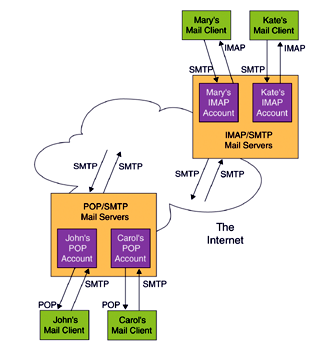 Mary's
Mail Client
Kate's
Mail Client
IMAP
IMAP
SMTP
SMTP
Mary's
IMAP
Account
Kate's
IMAP
Account
IMAP/SMTP
Mail Servers
SMTP
SMTP
SMTP
SMTP
POP/SMTP
Mail Servers
The
Internet
John's
POP
Account
Carol's
POP
Account
SMTP
SMTP
POP
POP
John's
Mail Client
Carol's
Mail Client